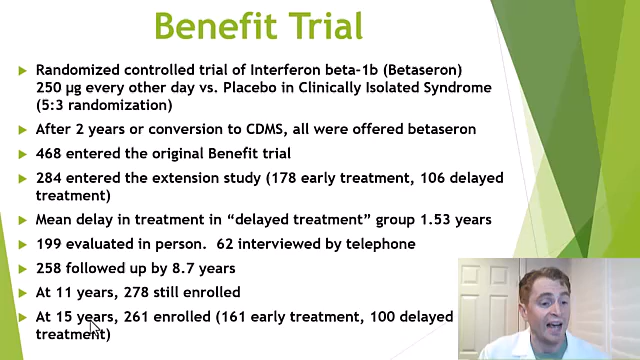 Benefit Trial
Randomized controlled trial of Interferon beta-1b (Betaseron)
250 µg every other day vs. Placebo in Clinically Isolated Syndrome
(5:3 randomization)
After 2 years or conversion to CDMS, all were offered betaseron
468 entered the original Benefit trial
284 entered the extension study (178 early treatment, 106 delayed
treatment)
Mean delay in treatment in “delayed treatment” group 1.53 years
199 evaluated in person. 62 interviewed by telephone
258 followed up by 8.7 years
At 11 years, 278 still enrolled
At 15 years, 261 enrolled (161 early treatment, 100 delayed
treatment)